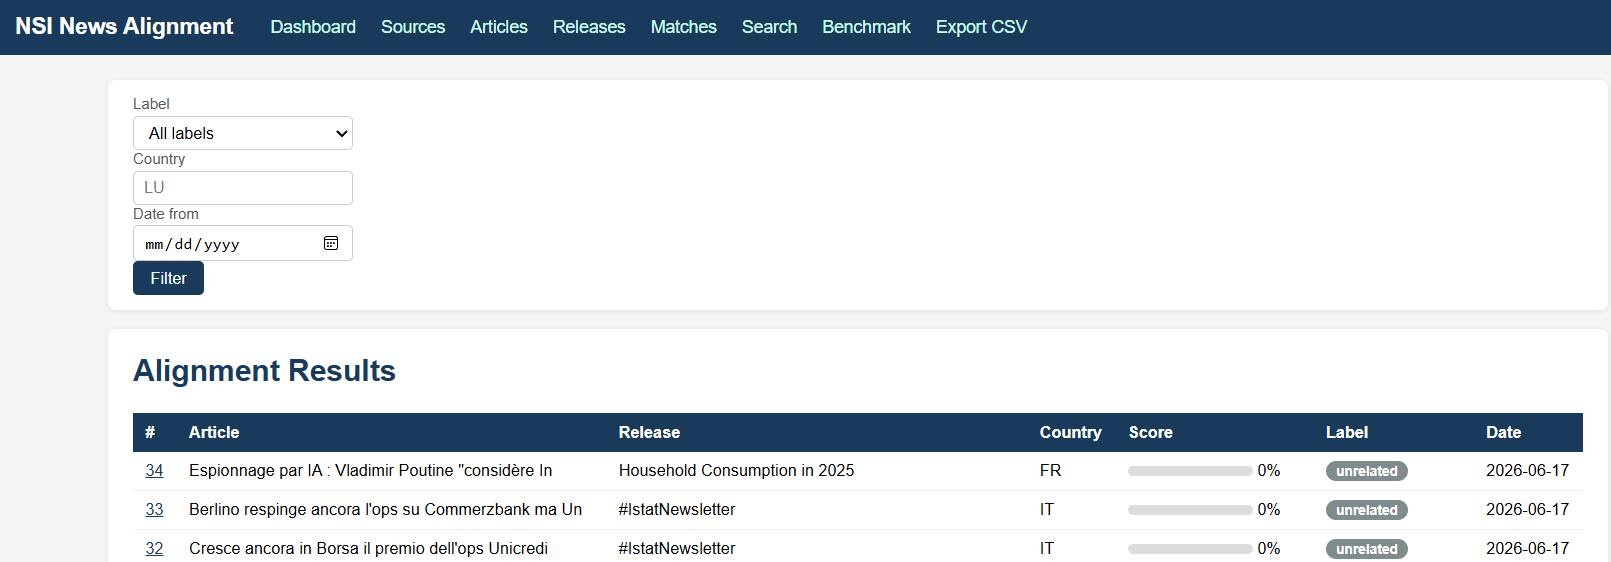 NSI News Alignment Dashboard Sources Articles Releases Matches Search Benchmark Export CSV
Label
All labels
Country
LU
Date from
mm/dd/yyyy
Filter
Alignment Results
# Article Release Country Score Label Date
34 Espionnage par IA : Vladimir Poutine "considère In Household Consumption in 2025 FR 0% unrelated 2026-06-17
33 Berlino respinge ancora l'ops su Commerzbank ma Un #IstatNewsletter IT 0% unrelated 2026-06-17
32 Cresce ancora in Borsa il premio dell'ops Unicredi #IstatNewsletter IT 0% unrelated 2026-06-17